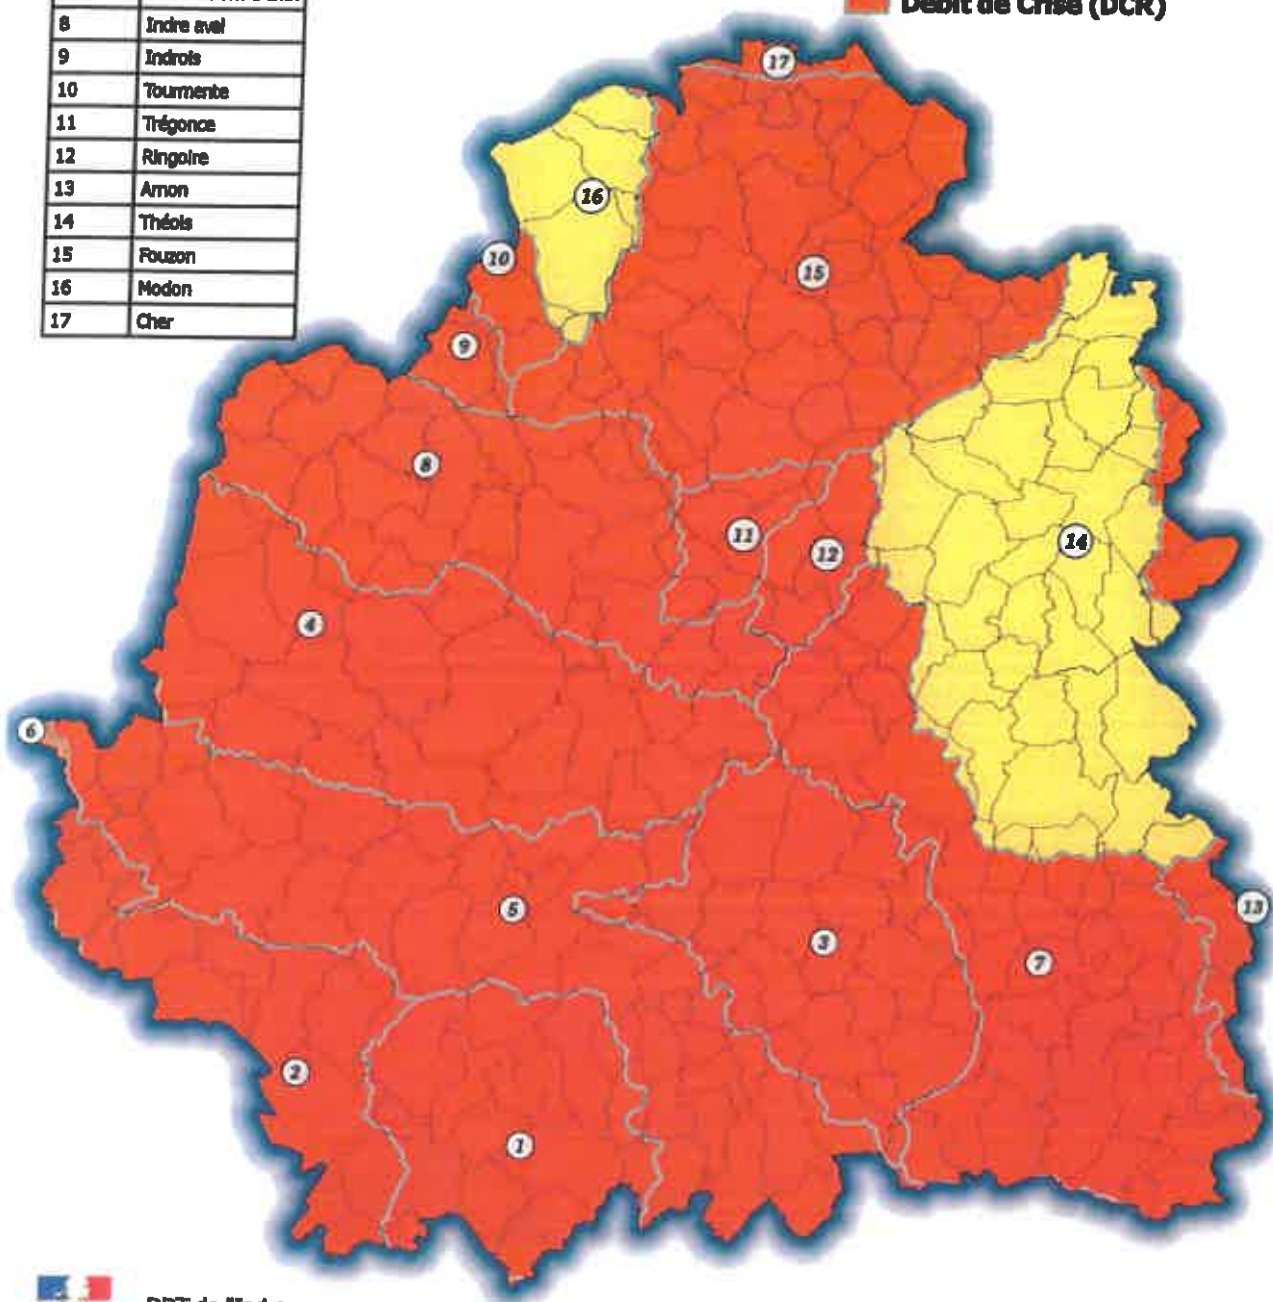 Débit de Crise (DCR)
8 Indre aval
9 Indrois
10 Tourmente
11 Trégonce
12 Ringoire
13 Arnon
14 Théols
15 Fouzon
16 Modon
17 Cher
17
16
10
15
9
8
11
12
14
4
6
5
13
3
7
2
1